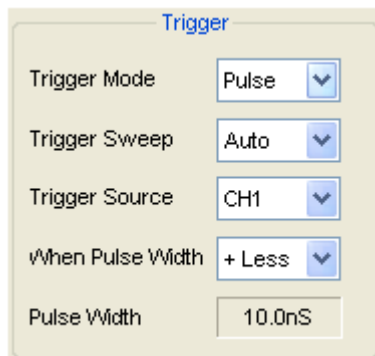 Trigger
Trigger Mode Pulse
Trigger Sweep Auto
Trigger Source CH1
When Pulse Width + Less
Pulse Width 10.0nS